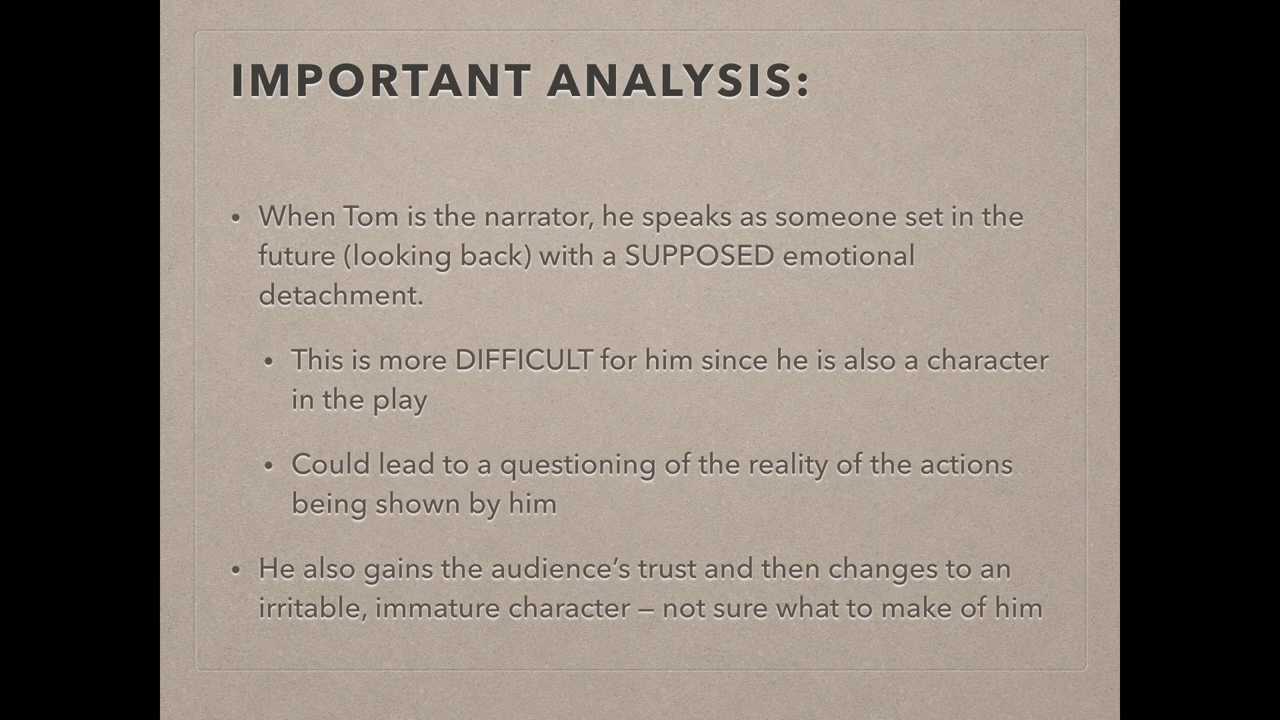 IMPORTANT ANALYSIS:
• When Tom is the narrator, he speaks as someone set in the
future (looking back) with a SUPPOSED emotional
detachment.
• This is more DIFFICULT for him since he is also a character
in the play
• Could lead to a questioning of the reality of the actions
being shown by him
• He also gains the audience’s trust and then changes to an
irritable, immature character — not sure what to make of him